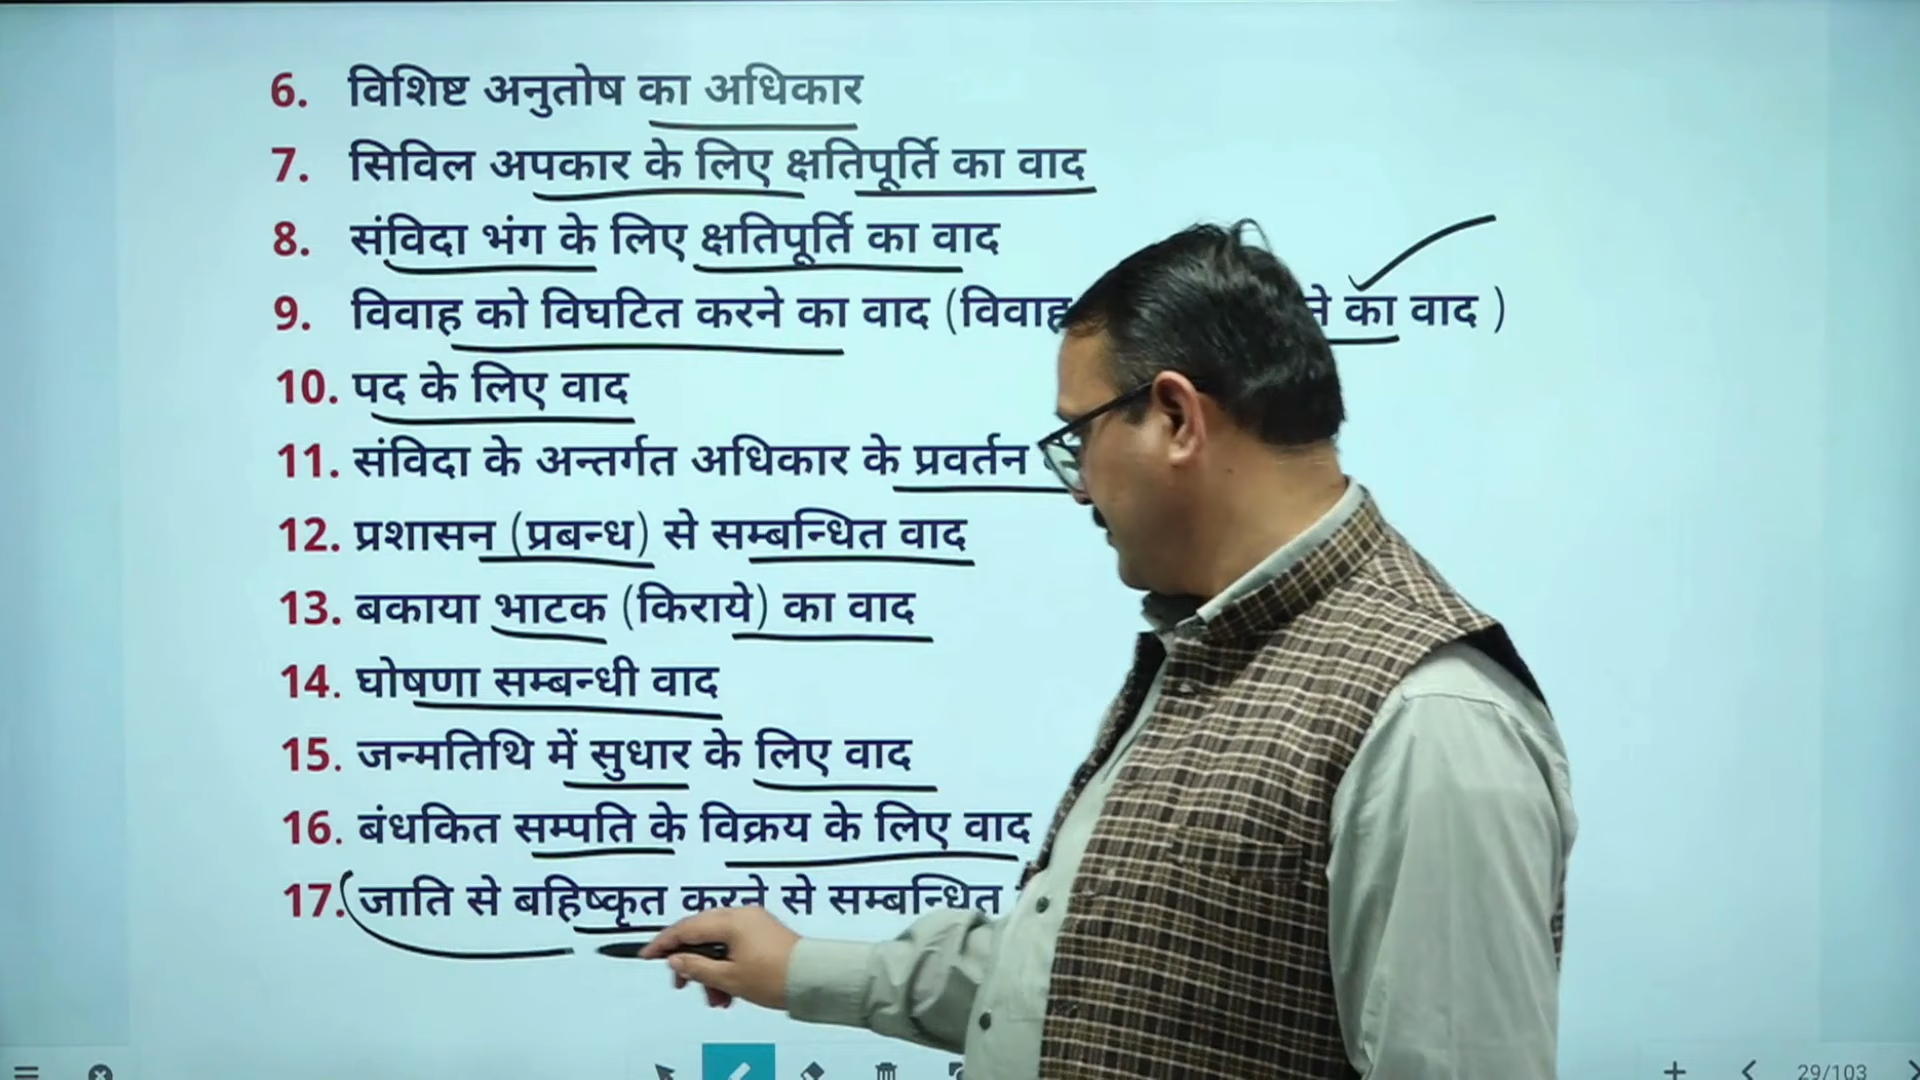 6. विशिष्ट अनुतोष का अधिकार
7. सिविल अपकार के लिए क्षतिपूर्ति का वाद
8. संविदा भंग के लिए क्षतिपूर्ति का वाद
9. विवाह को विघटित करने का वाद (विवाह का वाद )
10. पद के लिए वाद
11. संविदा के अन्तर्गत अधिकार के प्रवर्तन
12. प्रशासन (प्रबन्ध) से सम्बन्धित वाद
13. बकाया भाटक (किराये) का वाद
14. घोषणा सम्बन्धी वाद
15. जन्मतिथि में सुधार के लिए वाद
16. बंधकित सम्पति के विक्रय के लिए वाद
17. जाति से बहिष्कृत करने से सम्बन्धित
29/103